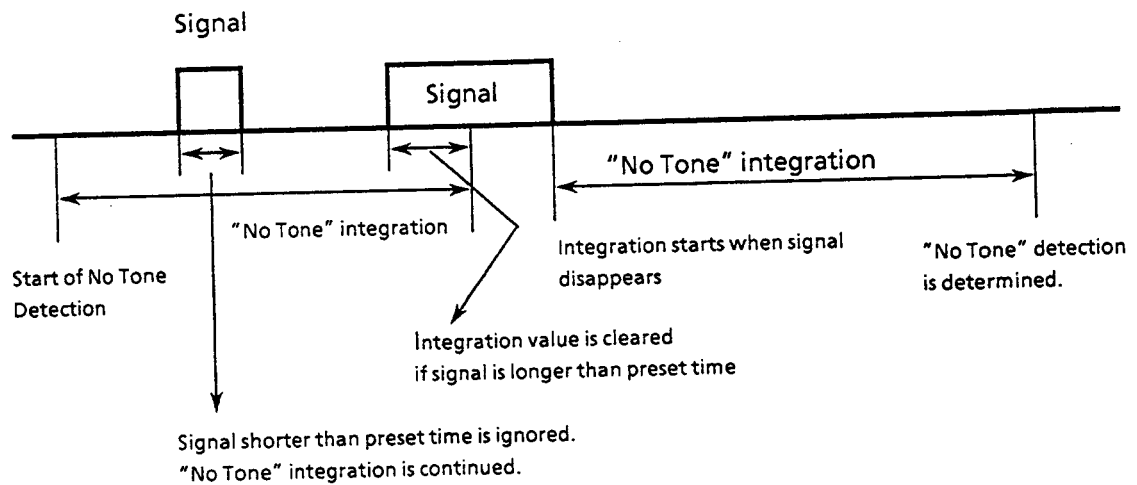 Signal
Signal
"No Tone" integration
"No Tone" integration
Start of No Tone
Detection
Integration starts when signal
disappears
"No Tone" detection
is determined.
Integration value is cleared
if signal is longer than preset time
Signal shorter than preset time is ignored.
"No Tone" integration is continued.